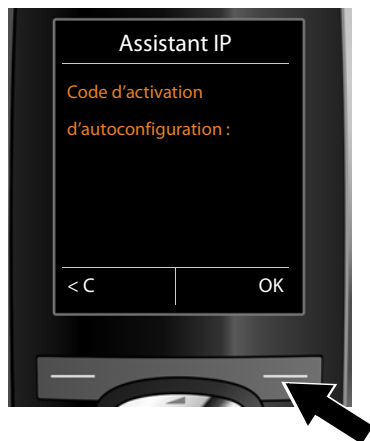 Assistant IP
Code d’activation
d’autoconfiguration :
< C OK